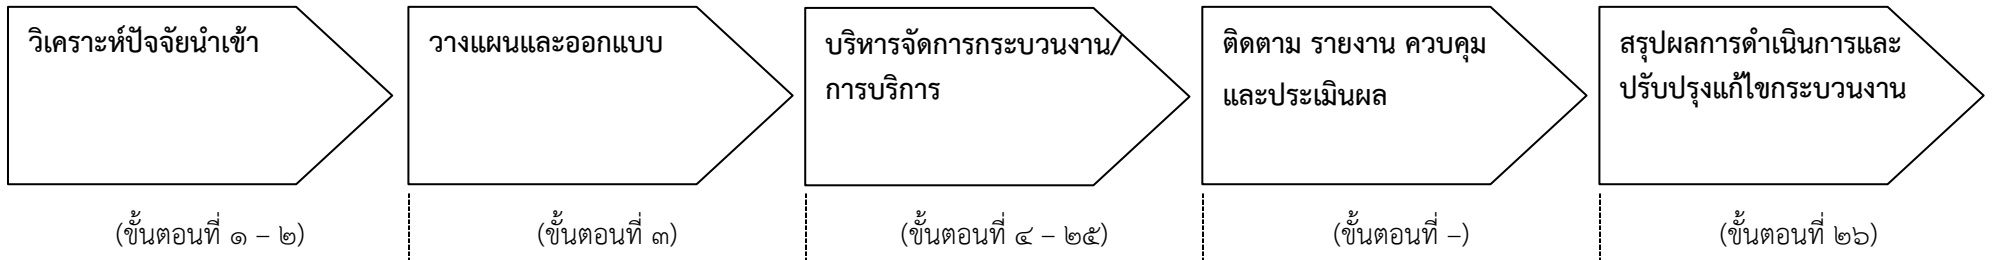 วิเคราะห์ปัจจัยนำเข้า
วางแผนและออกแบบ
บริหารจัดการกระบวนงาน/
การบริการ
ติดตาม รายงาน ควบคุม
และประเมินผล
สรุปผลการดำเนินการและ
ปรับปรุงแก้ไขกระบวนงาน
(ขั้นตอนที่ ๑ – ๒)
(ขั้นตอนที่ ๓)
(ขั้นตอนที่ ๔ – ๒๕)
(ขั้นตอนที่ –)
(ขั้นตอนที่ ๒๖)